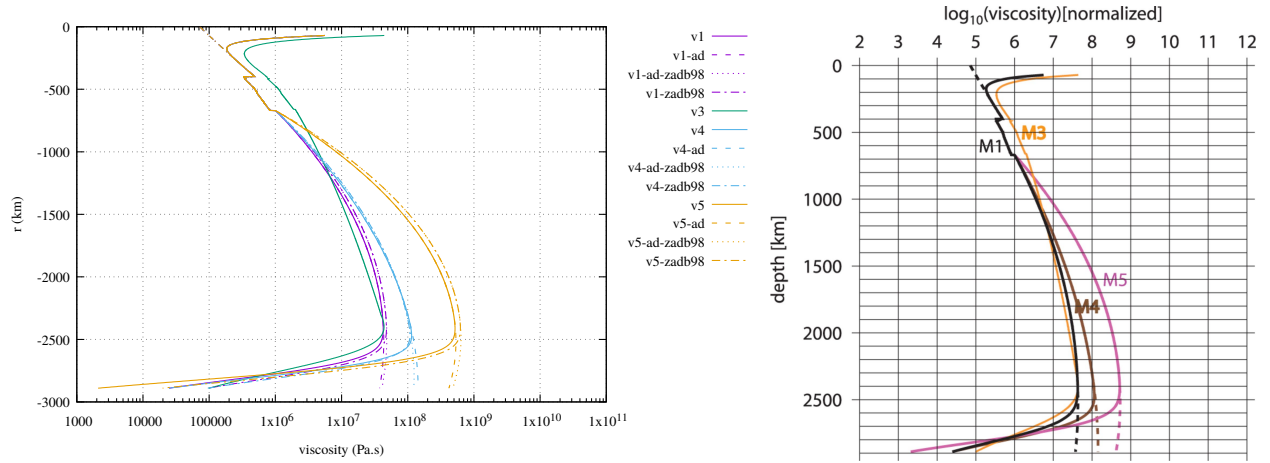 0
-500
-1000
-1500
-2000
-2500
-3000
1000
10000
100000
1x10^6
1x10^7
1x10^8
1x10^9
1x10^10
1x10^11
r (km)
viscosity (Pa.s)
v1
v1-ad
v1-ad-zadb98
v1-zadb98
v3
v4
v4-ad
v4-ad-zadb98
v4-zadb98
v5
v5-ad
v5-ad-zadb98
v5-zadb98
log10(viscosity)[normalized]
2 3 4 5 6 7 8 9 10 11 12
0
500
1000
1500
2000
2500
depth [km]
M3
M1
M5
M4